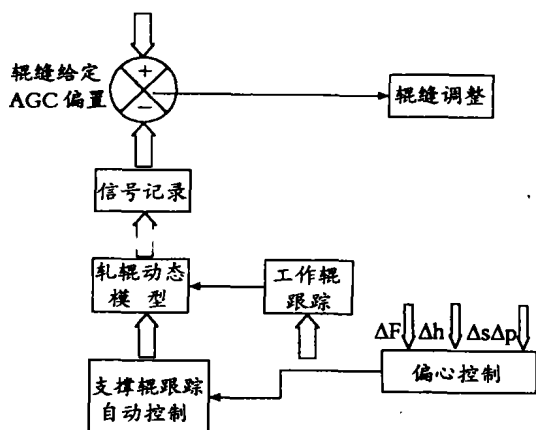 +
辊缝给定
AGC 偏置
−
辊缝调整
信号记录
轧辊动态
模 型
工作辊
跟踪
ΔF Δh ΔsΔp
支撑辊跟踪
自动控制
偏心控制